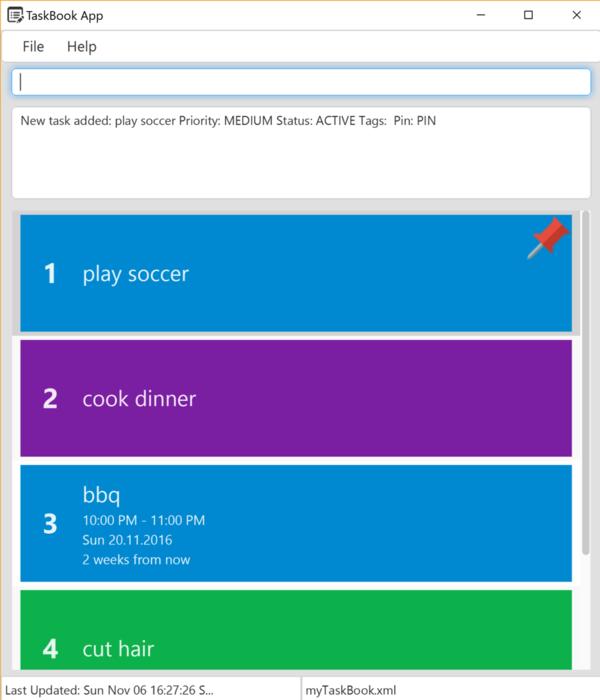 TaskBook App
File Help
New task added: play soccer Priority: MEDIUM Status: ACTIVE Tags:  Pin: PIN
1 play soccer
2 cook dinner
3 bbq
10:00 PM - 11:00 PM
Sun 20.11.2016
2 weeks from now
4 cut hair
Last Updated: Sun Nov 06 16:27:26 S... myTaskBook.xml